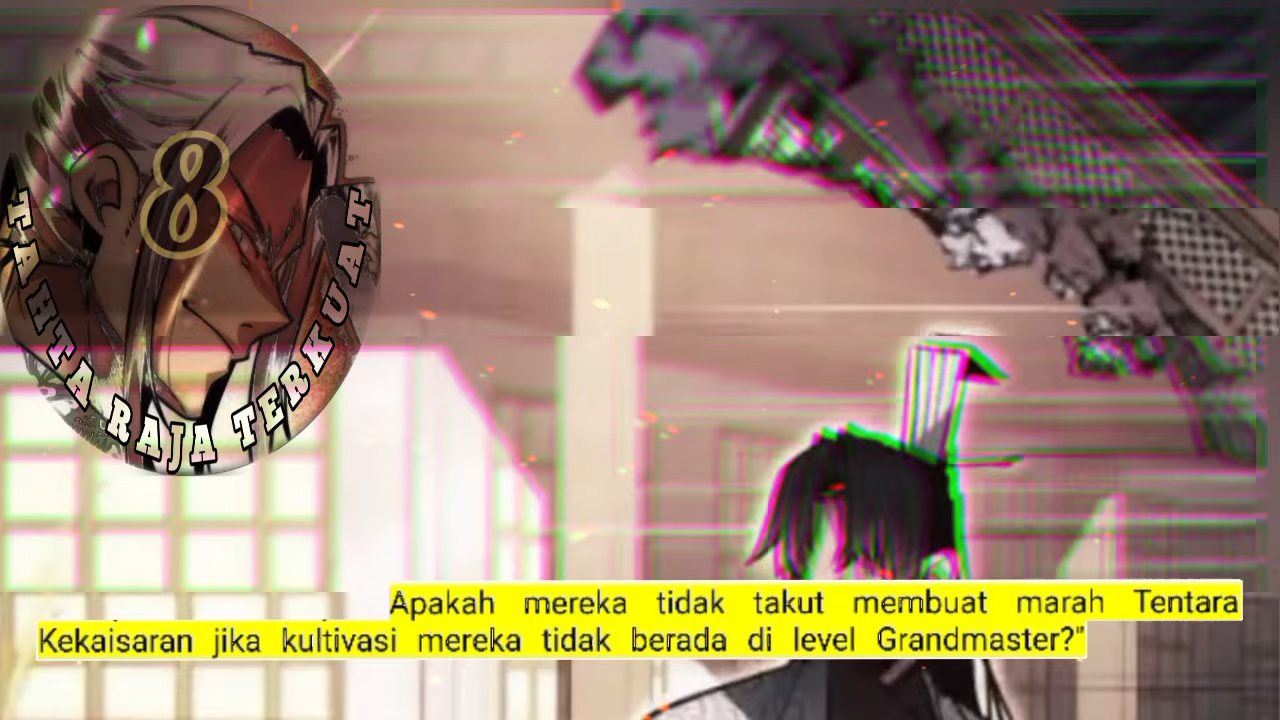 8
TAHTA RAJA TERKUAT
Apakah mereka tidak takut membuat marah Tentara
Kekaisaran jika kultivasi mereka tidak berada di level Grandmaster?"